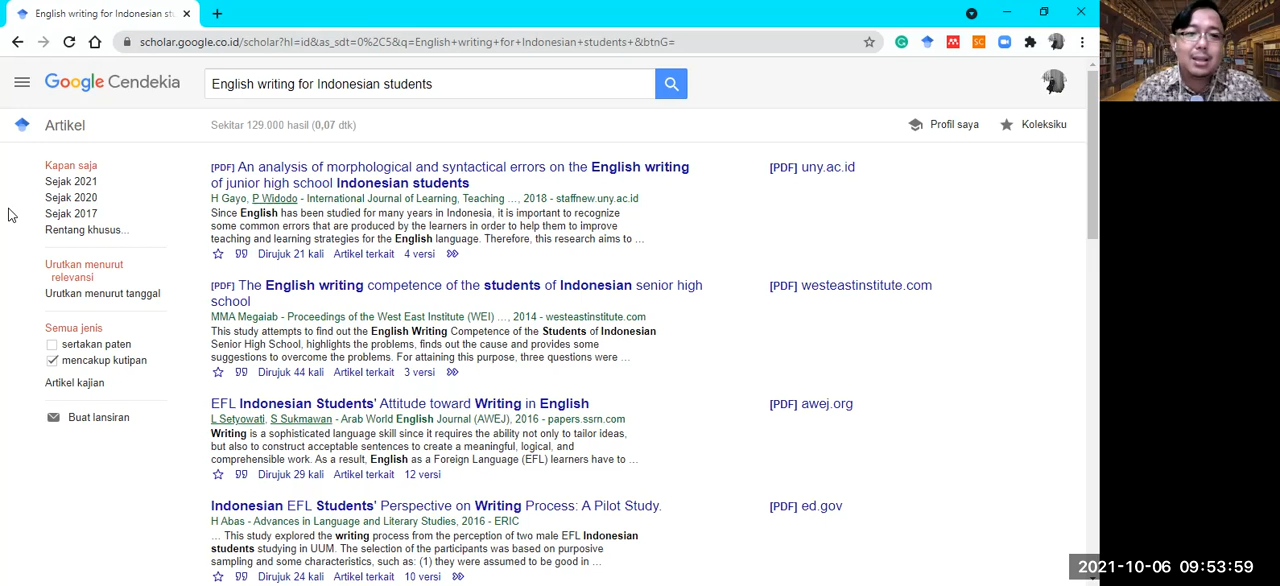 English writing for Indonesian stu
scholar.google.co.id/scholar?hl=id&as_sdt=0%2C5&q=English+writing+for+Indonesian+students+&btnG=
Google Cendekia
English writing for Indonesian students
Artikel
Sekitar 129.000 hasil (0,07 dtk)
Profil saya
Koleksiku
Kapan saja
Sejak 2021
Sejak 2020
Sejak 2017
Rentang khusus...
Urutkan menurut
relevansi
Urutkan menurut tanggal
Semua jenis
sertakan paten
mencakup kutipan
Artikel kajian
Buat lansiran
[PDF] An analysis of morphological and syntactical errors on the English writing
of junior high school Indonesian students
H Gayo, P Widodo - International Journal of Learning, Teaching …, 2018 - staffnew.uny.ac.id
Since English has been studied for many years in Indonesia, it is important to recognize
some common errors that are produced by the learners in order to help them to improve
teaching and learning strategies for the English language. Therefore, this research aims to …
Dirujuk 21 kali Artikel terkait 4 versi
[PDF] uny.ac.id
[PDF] The English writing competence of the students of Indonesian senior high
school
MMA Megaiab - Proceedings of the West East Institute (WEI) …, 2014 - westeastinstitute.com
This study attempts to find out the English Writing Competence of the Students of Indonesian
Senior High School, highlights the problems, finds out the cause and provides some
suggestions to overcome the problems. For attaining this purpose, three questions were …
Dirujuk 44 kali Artikel terkait 3 versi
[PDF] westeastinstitute.com
EFL Indonesian Students' Attitude toward Writing in English
L Setyowati, S Sukmawan - Arab World English Journal (AWEJ), 2016 - papers.ssrn.com
Writing is a sophisticated language skill since it requires the ability not only to tailor ideas,
but also to construct acceptable sentences to create a meaningful, logical, and
comprehensible work. As a result, English as a Foreign Language (EFL) learners have to …
Dirujuk 29 kali Artikel terkait 12 versi
[PDF] awej.org
Indonesian EFL Students' Perspective on Writing Process: A Pilot Study.
H Abas - Advances in Language and Literary Studies, 2016 - ERIC
… This study explored the writing process from the perception of two male EFL Indonesian
students studying in UUM. The selection of the participants was based on purposive
sampling and some characteristics, such as: (1) they were assumed to be good in …
Dirujuk 24 kali Artikel terkait 10 versi
[PDF] ed.gov
2021-10-06 09:53:59